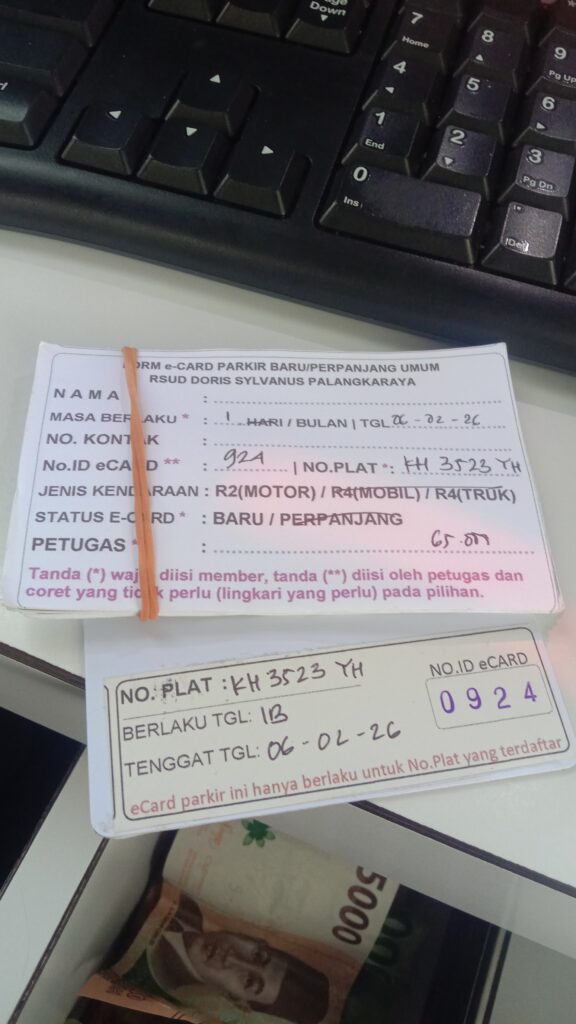 Page
Down
7
Home
8
9
Pg Up
4
5
6
1
End
2
3
Pg Dn
0
Ins
Del
FORM e-CARD PARKIR BARU/PERPANJANG UMUM
RSUD DORIS SYLVANUS PALANGKARAYA
NAMA :
MASA BERLAKU * : 1 HARI / BULAN | TGL 06-02-26
NO. KONTAK :
No.ID eCARD ** : 924 | NO.PLAT *: KH 3523 YH
JENIS KENDARAAN : R2(MOTOR) / R4(MOBIL) / R4(TRUK)
STATUS E-CARD * : BARU / PERPANJANG
PETUGAS * : 65.
Tanda (*) wajib diisi member, tanda (**) diisi oleh petugas dan
coret yang tidak perlu (lingkari yang perlu) pada pilihan.
NO. PLAT : KH 3523 YH
NO.ID eCARD
0924
BERLAKU TGL: 1B
TENGGAT TGL: 06-02-26
eCard parkir ini hanya berlaku untuk No.Plat yang terdaftar
5000